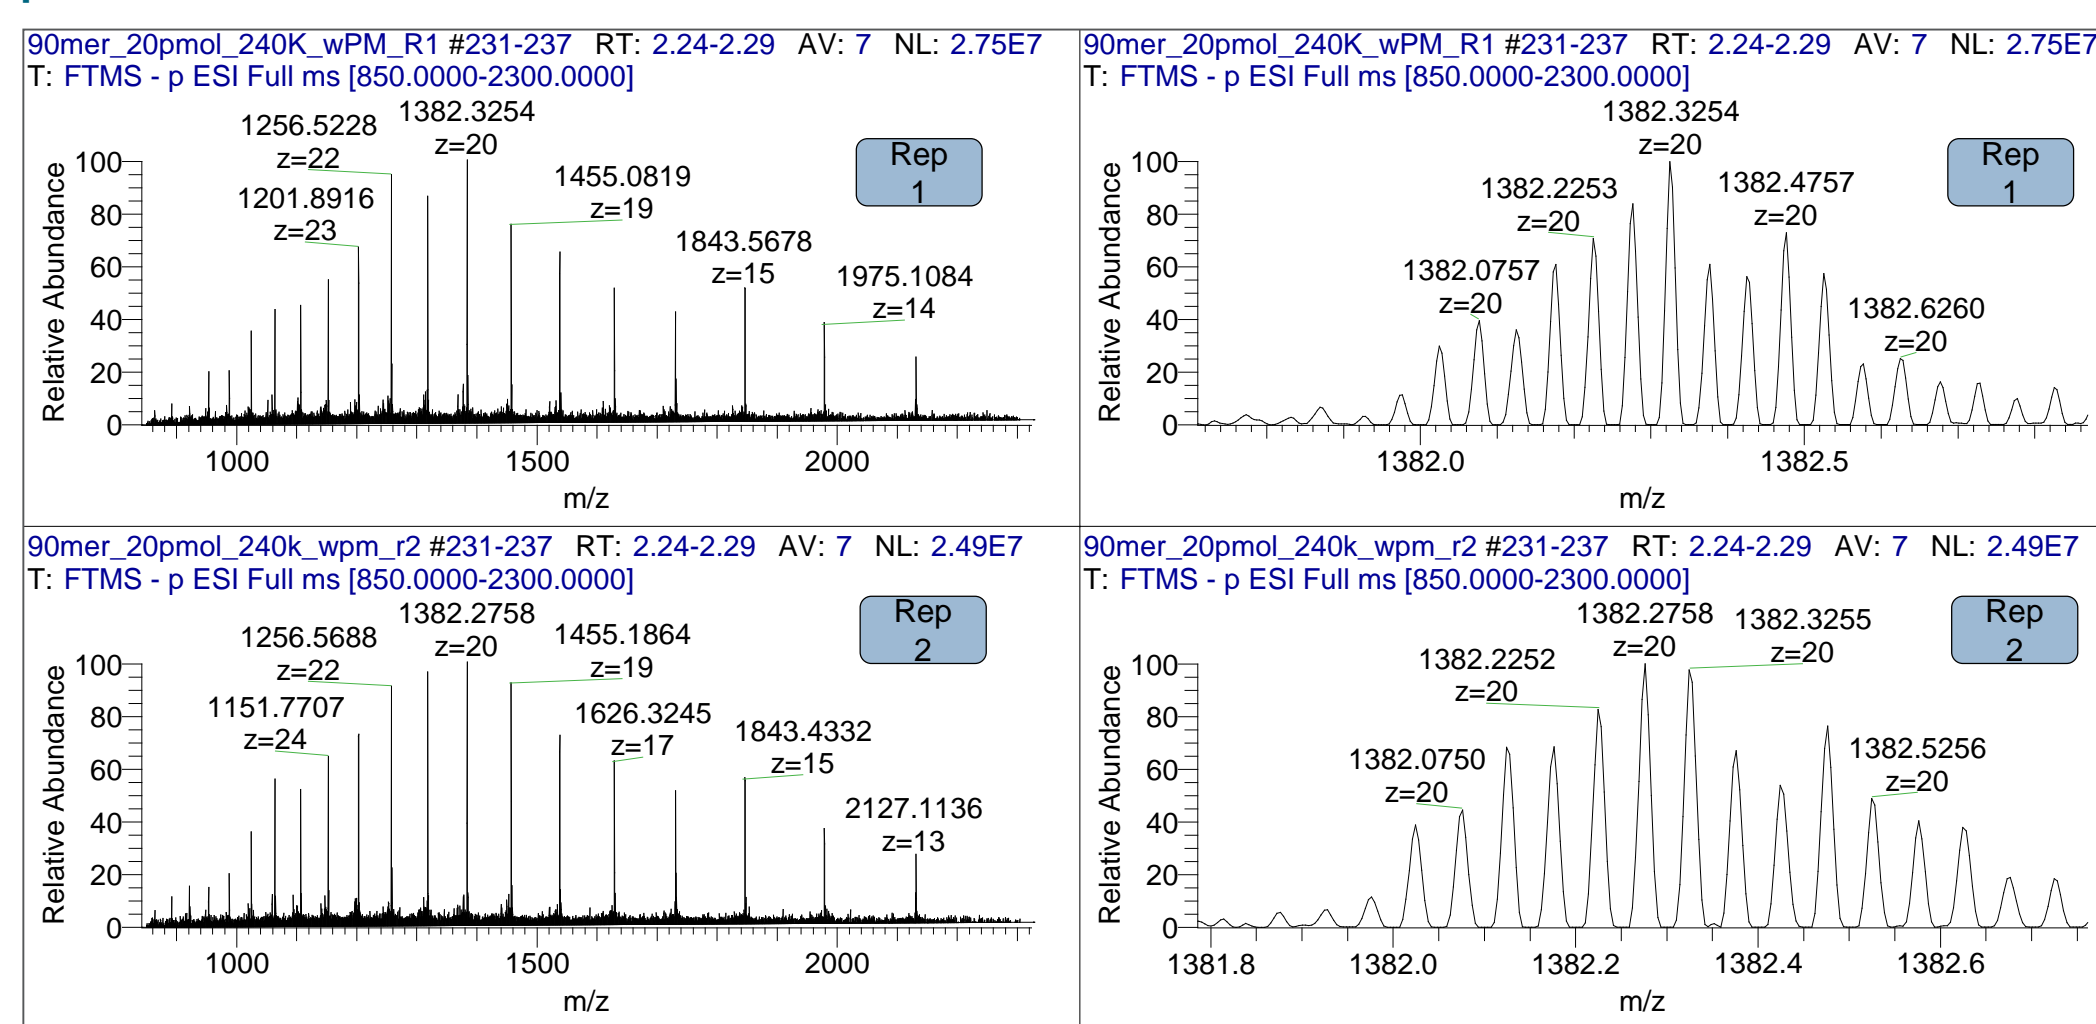 90mer_20pmol_240K_wPM_R1 #231-237 RT: 2.24-2.29 AV: 7 NL: 2.75E7
T: FTMS - p ESI Full ms [850.0000-2300.0000]
1382.3254
z=20
1256.5228
z=22
1201.8916
z=23
1455.0819
z=19
1843.5678
z=15
1975.1084
z=14
Rep
1
Relative Abundance
100
80
60
40
20
0
1000 1500 2000
m/z
90mer_20pmol_240K_wPM_R1 #231-237 RT: 2.24-2.29 AV: 7 NL: 2.75E7
T: FTMS - p ESI Full ms [850.0000-2300.0000]
1382.3254
z=20
1382.2253
z=20
1382.4757
z=20
1382.0757
z=20
1382.6260
z=20
Rep
1
Relative Abundance
100
80
60
40
20
0
1382.0 1382.5
m/z
90mer_20pmol_240k_wpm_r2 #231-237 RT: 2.24-2.29 AV: 7 NL: 2.49E7
T: FTMS - p ESI Full ms [850.0000-2300.0000]
1382.2758
z=20
1256.5688
z=22
1455.1864
z=19
1151.7707
z=24
1626.3245
z=17
1843.4332
z=15
2127.1136
z=13
Rep
2
Relative Abundance
100
80
60
40
20
0
1000 1500 2000
m/z
90mer_20pmol_240k_wpm_r2 #231-237 RT: 2.24-2.29 AV: 7 NL: 2.49E7
T: FTMS - p ESI Full ms [850.0000-2300.0000]
1382.2758
z=20
1382.3255
z=20
1382.2252
z=20
1382.0750
z=20
1382.5256
z=20
Rep
2
Relative Abundance
100
80
60
40
20
0
1381.8 1382.0 1382.2 1382.4 1382.6
m/z